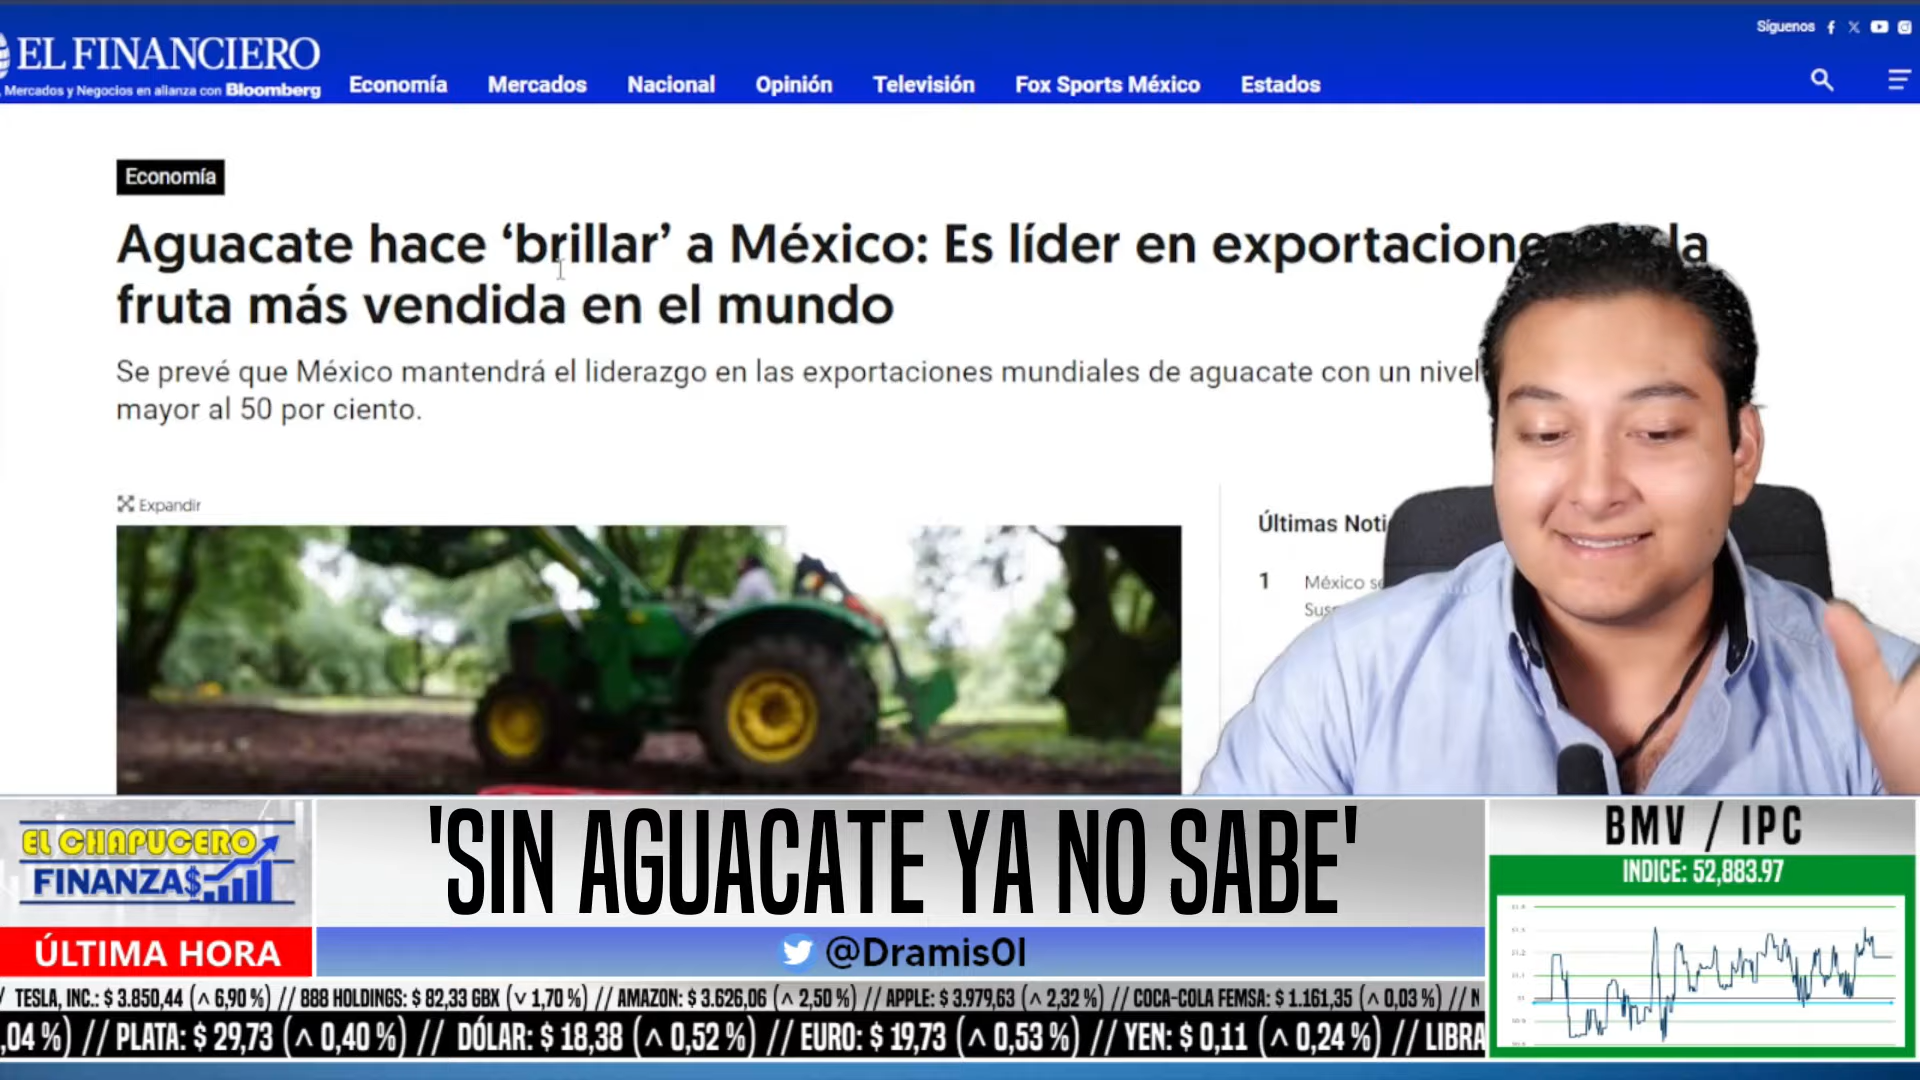 Síguenos
EL FINANCIERO
Mercados y Negocios en alianza con Bloomberg
Economía Mercados Nacional Opinión Televisión Fox Sports México Estados
Economía
Aguacate hace ‘brillar’ a México: Es líder en la
fruta más vendida en el mundo
Se prevé que México mantendrá el liderazgo en las exportaciones mundiales de aguacate con un nivel
mayor al 50 por ciento.
Expandir
Últimas
1 México
EL CHAPUCERO
FINANZA$
'SIN AGUACATE YA NO SABE'
@Dramis01
ÚLTIMA HORA
BMV / IPC
INDICE: 52,883.97
/ TESLA, INC.: $ 3.850,44 (^ 6,90 %) // 888 HOLDINGS: $ 82,33 GBX (v 1,70 %) // AMAZON: $ 3.626,06 (^ 2,50 %) // APPLE: $ 3.979,63 (^ 2,32 %) // COCA-COLA FEMSA: $ 1.161,35 (^ 0,03 %) // N
,04 %) // PLATA: $ 29,73 (^ 0,40 %) // DÓLAR: $ 18,38 (^ 0,52 %) // EURO: $ 19,73 (^ 0,53 %) // YEN: $ 0,11 (^ 0,24 %) // LIBRA